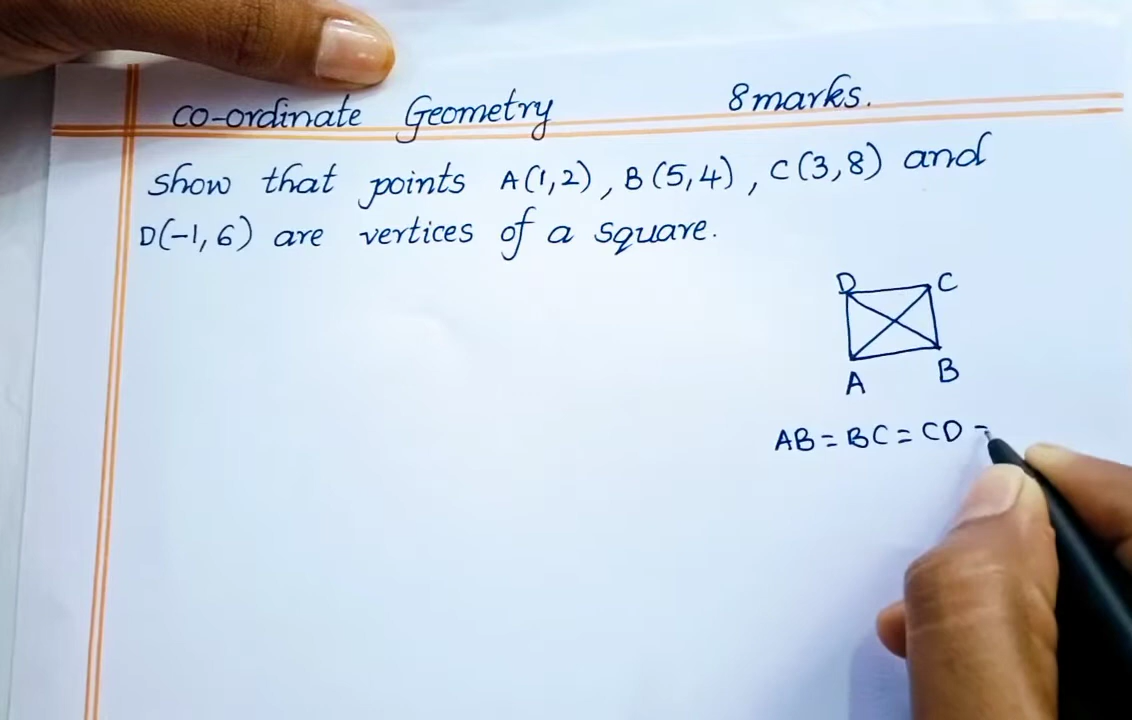 co-ordinate Geometry 8 marks.
show that points A(1,2), B(5,4), C(3,8) and
D(-1,6) are vertices of a square.
D C
A B
AB = BC = CD =